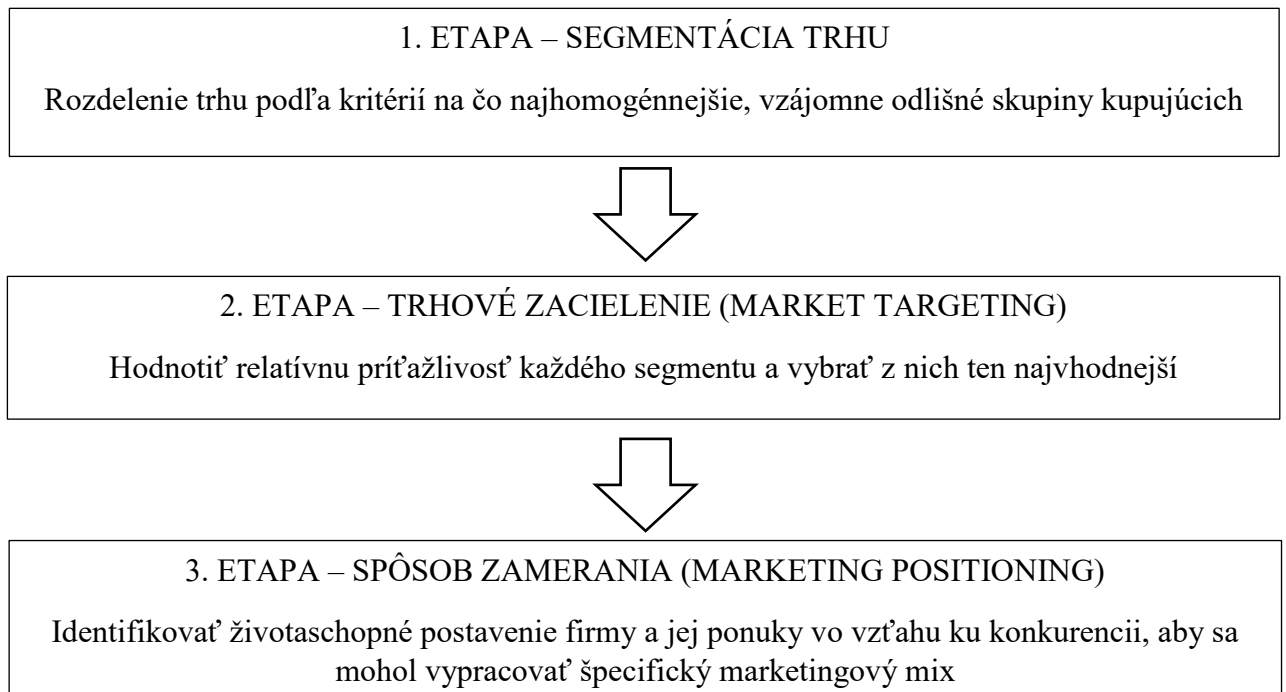 1. ETAPA – SEGMENTÁCIA TRHU
Rozdelenie trhu podľa kritérií na čo najhomogénnejšie, vzájomne odlišné skupiny kupujúcich
2. ETAPA – TRHOVÉ ZACIELENIE (MARKET TARGETING)
Hodnotiť relatívnu príťažlivosť každého segmentu a vybrať z nich ten najvhodnejší
3. ETAPA – SPÔSOB ZAMERANIA (MARKETING POSITIONING)
Identifikovať životaschopné postavenie firmy a jej ponuky vo vzťahu ku konkurencii, aby sa
mohol vypracovať špecifický marketingový mix